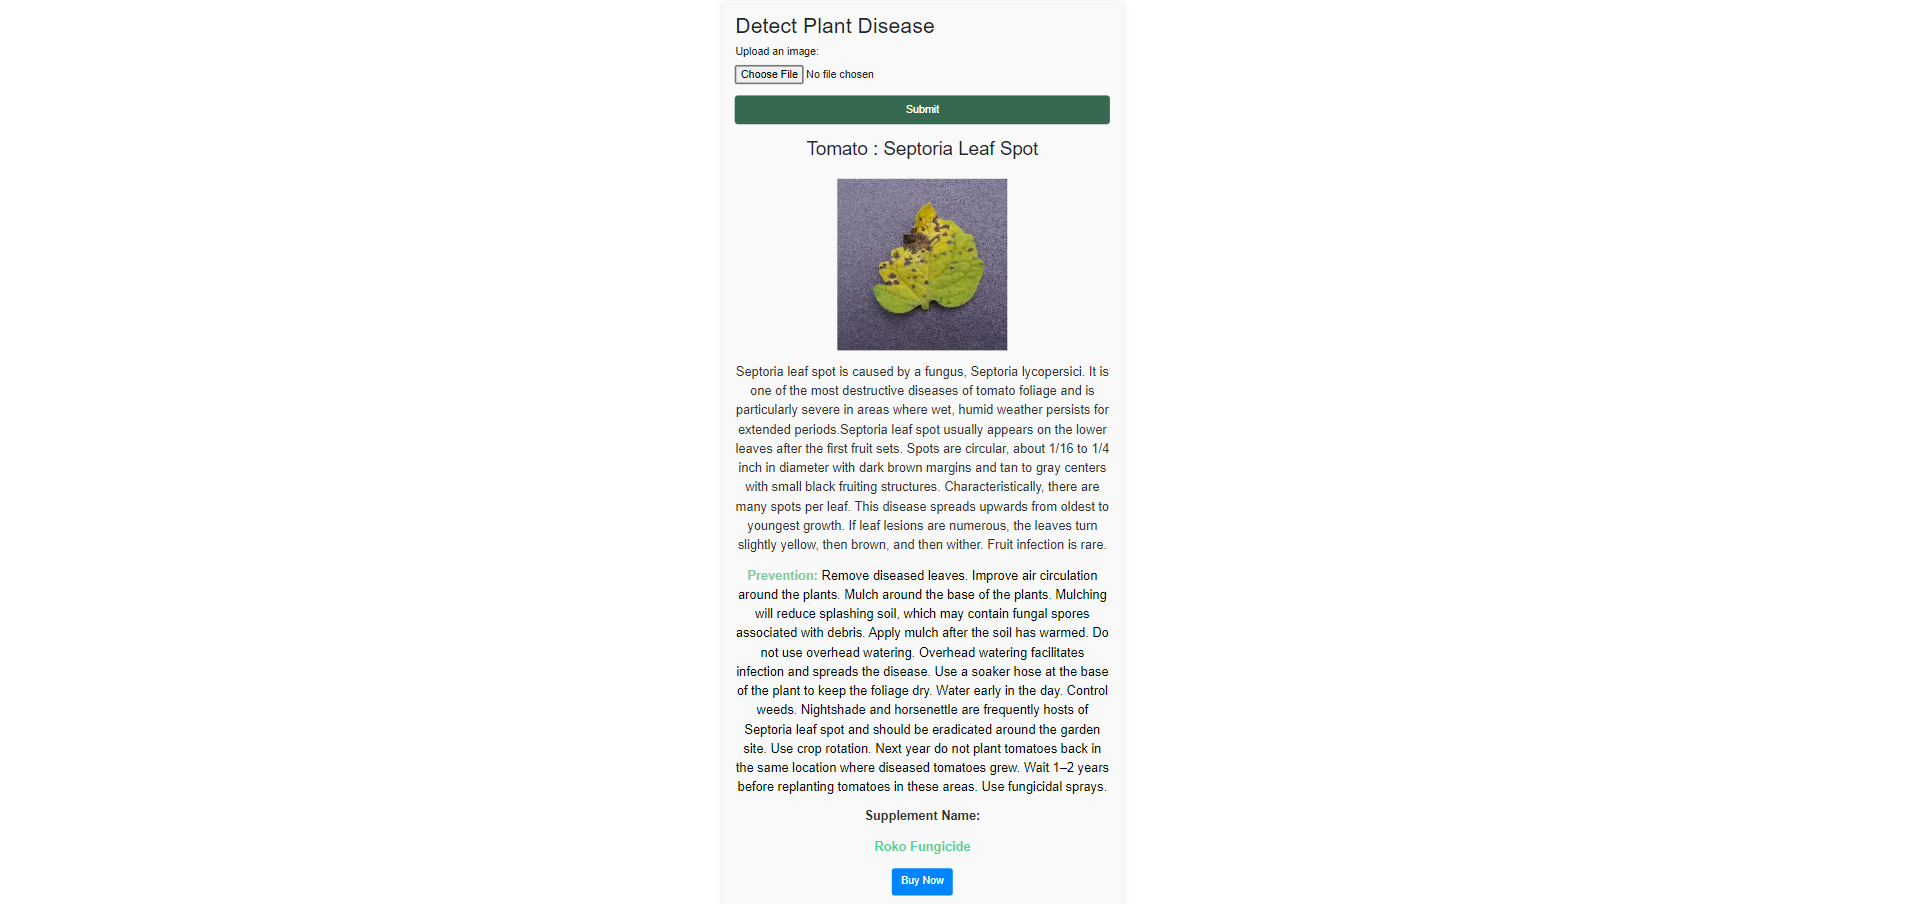 Detect Plant Disease
Upload an image:
Choose File No file chosen
Submit
Tomato : Septoria Leaf Spot
Septoria leaf spot is caused by a fungus, Septoria lycopersici. It is
one of the most destructive diseases of tomato foliage and is
particularly severe in areas where wet, humid weather persists for
extended periods.Septoria leaf spot usually appears on the lower
leaves after the first fruit sets. Spots are circular, about 1/16 to 1/4
inch in diameter with dark brown margins and tan to gray centers
with small black fruiting structures. Characteristically, there are
many spots per leaf. This disease spreads upwards from oldest to
youngest growth. If leaf lesions are numerous, the leaves turn
slightly yellow, then brown, and then wither. Fruit infection is rare.
Prevention: Remove diseased leaves. Improve air circulation
around the plants. Mulch around the base of the plants. Mulching
will reduce splashing soil, which may contain fungal spores
associated with debris. Apply mulch after the soil has warmed. Do
not use overhead watering. Overhead watering facilitates
infection and spreads the disease. Use a soaker hose at the base
of the plant to keep the foliage dry. Water early in the day. Control
weeds. Nightshade and horsenettle are frequently hosts of
Septoria leaf spot and should be eradicated around the garden
site. Use crop rotation. Next year do not plant tomatoes back in
the same location where diseased tomatoes grew. Wait 1–2 years
before replanting tomatoes in these areas. Use fungicidal sprays.
Supplement Name:
Roko Fungicide
Buy Now